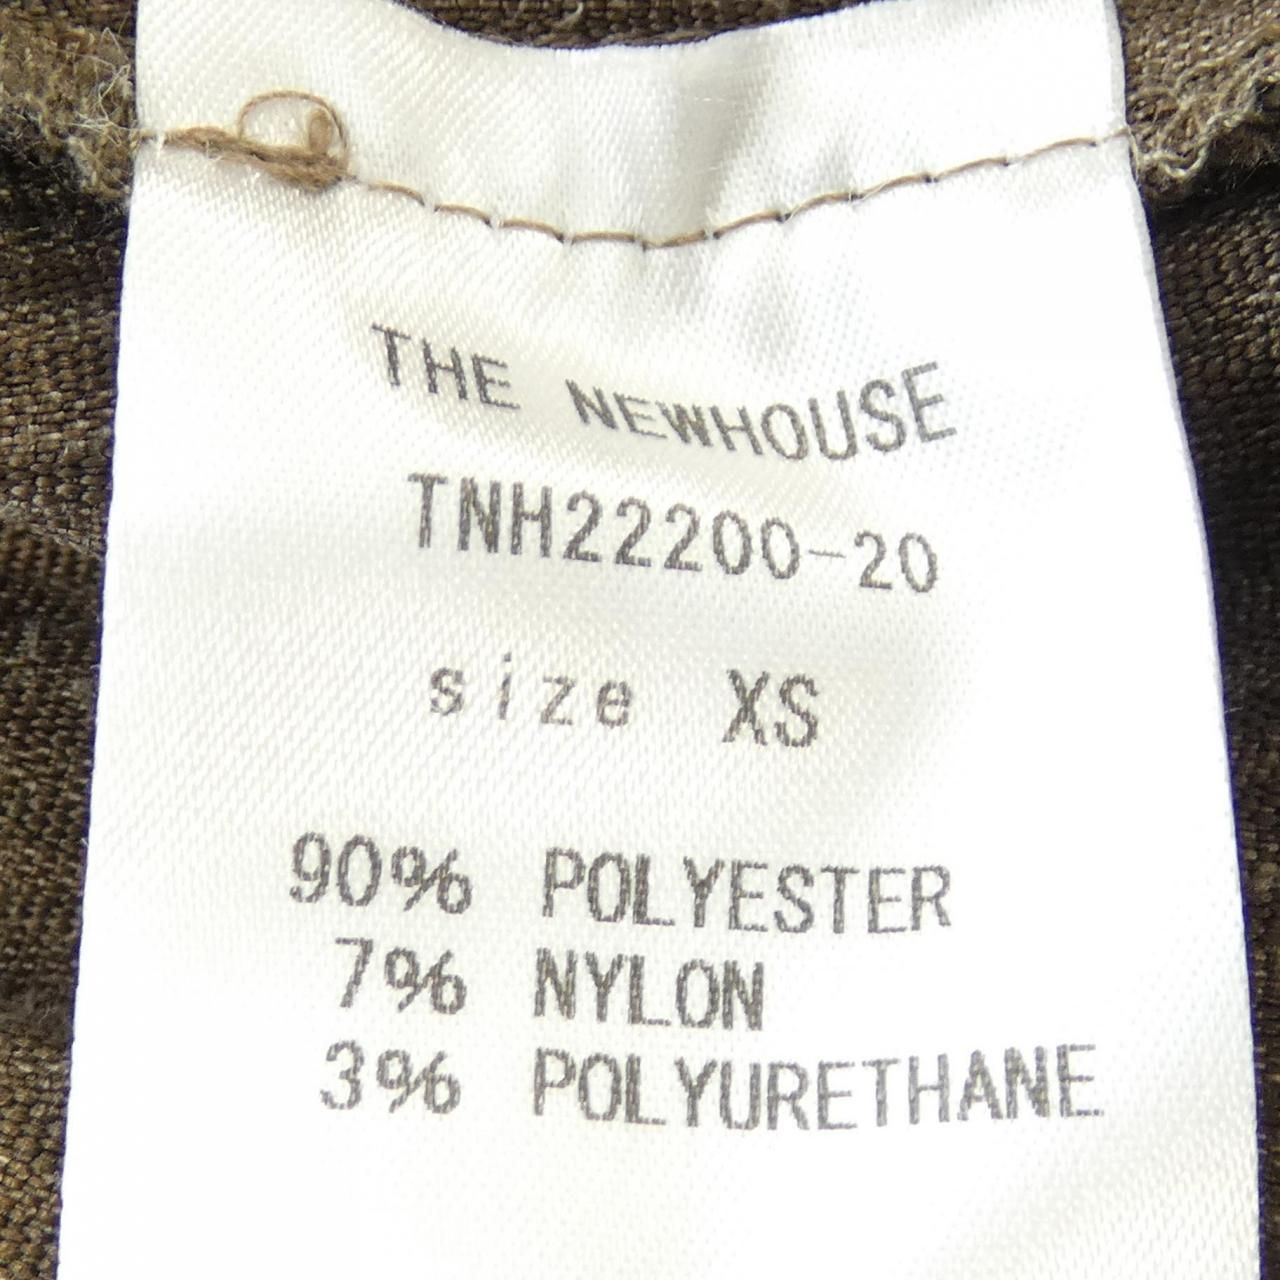 THE NEWHOUSE
TNH22200-20
size XS
90% POLYESTER
7% NYLON
3% POLYURETHANE